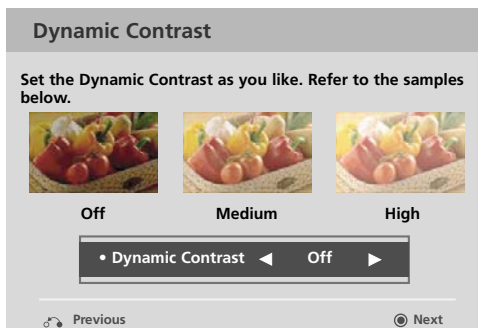 Dynamic Contrast
Set the Dynamic Contrast as you like. Refer to the samples
below.
Off Medium High
• Dynamic Contrast ◀ Off ▶
Previous Next